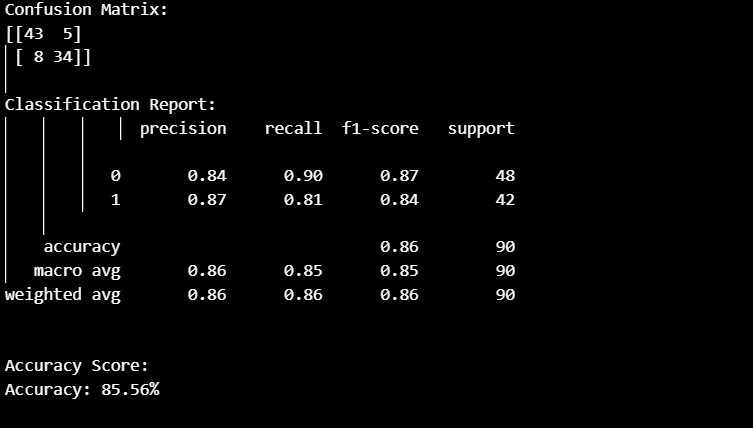 Confusion Matrix:
[[43  5]
 [ 8 34]]
Classification Report:
              precision    recall  f1-score   support
           0       0.84      0.90      0.87        48
           1       0.87      0.81      0.84        42
    accuracy                           0.86        90
   macro avg       0.86      0.85      0.85        90
weighted avg       0.86      0.86      0.86        90
Accuracy Score:
Accuracy: 85.56%